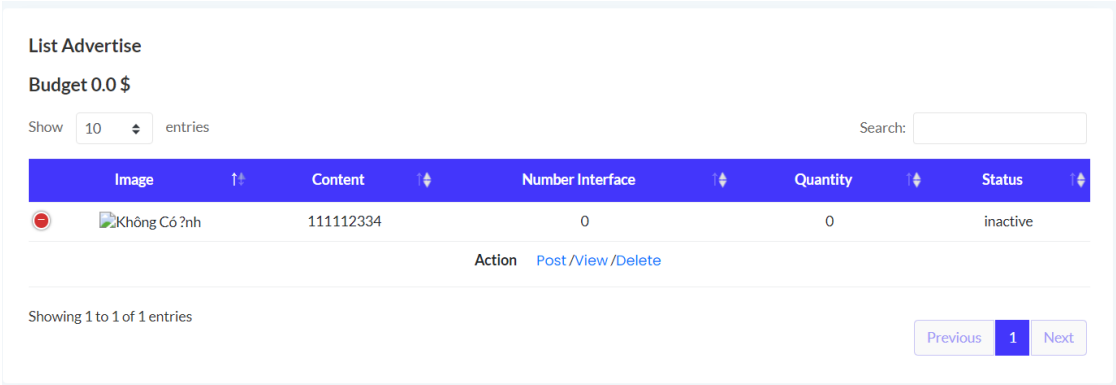 List Advertise
Budget 0.0 $
Show 10 entries Search:
Image Content Number Interface Quantity Status
Không Có ?nh 111112334 0 0 inactive
Action Post /View /Delete
Showing 1 to 1 of 1 entries
Previous 1 Next